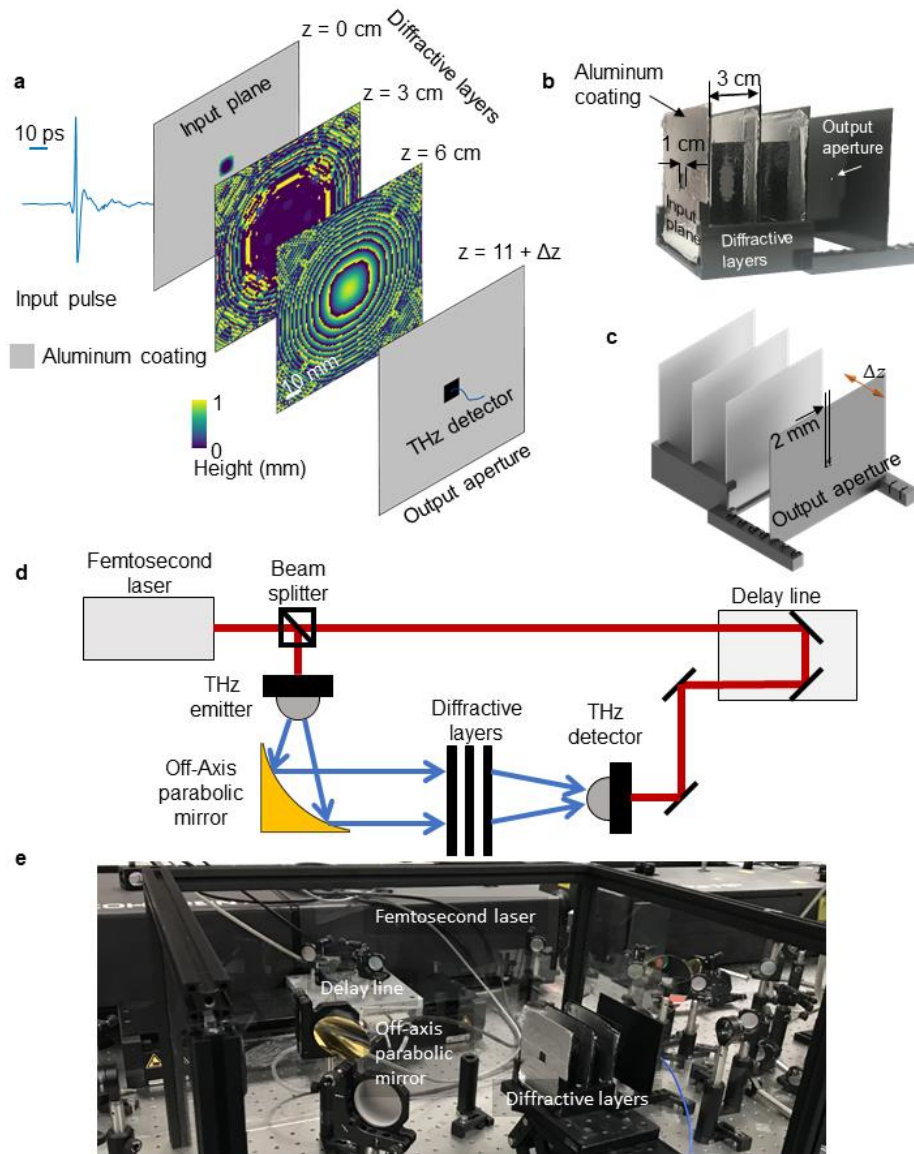 a
10 ps
Input pulse
Input plane
z = 0 cm
Diffractive layers
z = 3 cm
z = 6 cm
z = 11 + Δz
10 mm
THz detector
Output aperture
Aluminum coating
1
0
Height (mm)
b
Aluminum
coating
3 cm
1 cm
Input
plane
Diffractive
layers
Output
aperture
c
Δz
2 mm
Output aperture
d
Femtosecond
laser
Beam
splitter
Delay line
THz
emitter
Diffractive
layers
THz
detector
Off-Axis
parabolic
mirror
e
Femtosecond laser
Delay line
Off-axis
parabolic
mirror
Diffractive layers